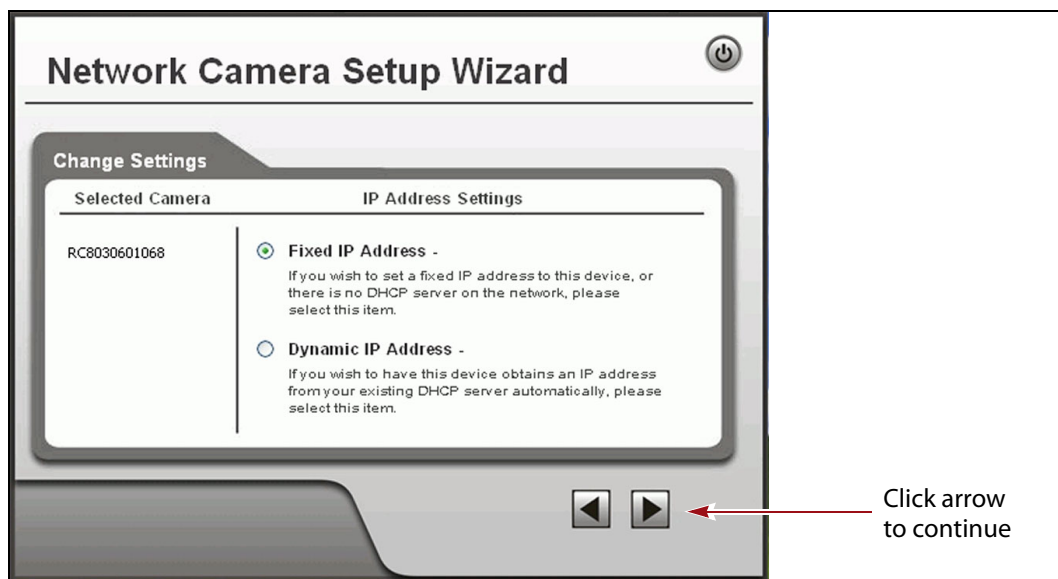 Network Camera Setup Wizard
Change Settings
Selected Camera
IP Address Settings
RC8030601068
Fixed IP Address -
If you wish to set a fixed IP address to this device, or
there is no DHCP server on the network, please
select this item.
Dynamic IP Address -
If you wish to have this device obtains an IP address
from your existing DHCP server automatically, please
select this item.
Click arrow
to continue